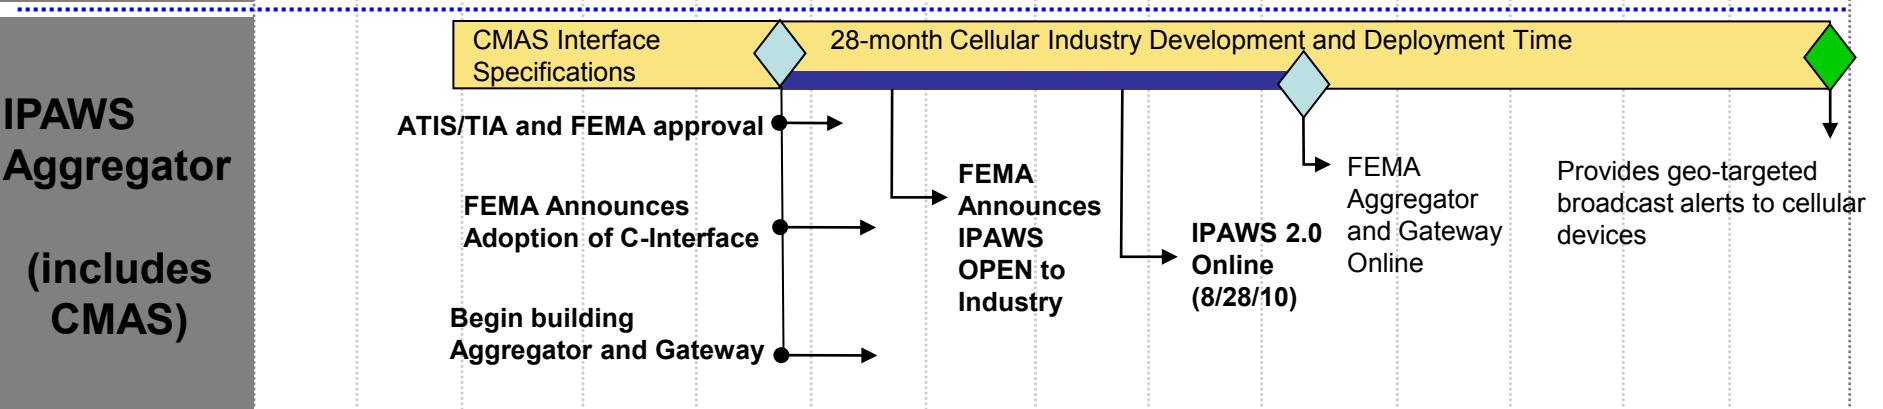 IPAWS
Aggregator
(includes
CMAS)
CMAS Interface
Specifications
28-month Cellular Industry Development and Deployment Time
ATIS/TIA and FEMA approval
FEMA Announces
Adoption of C-Interface
Begin building
Aggregator and Gateway
FEMA
Announces
IPAWS
OPEN to
Industry
IPAWS 2.0
Online
(8/28/10)
FEMA
Aggregator
and Gateway
Online
Provides geo-targeted
broadcast alerts to cellular
devices